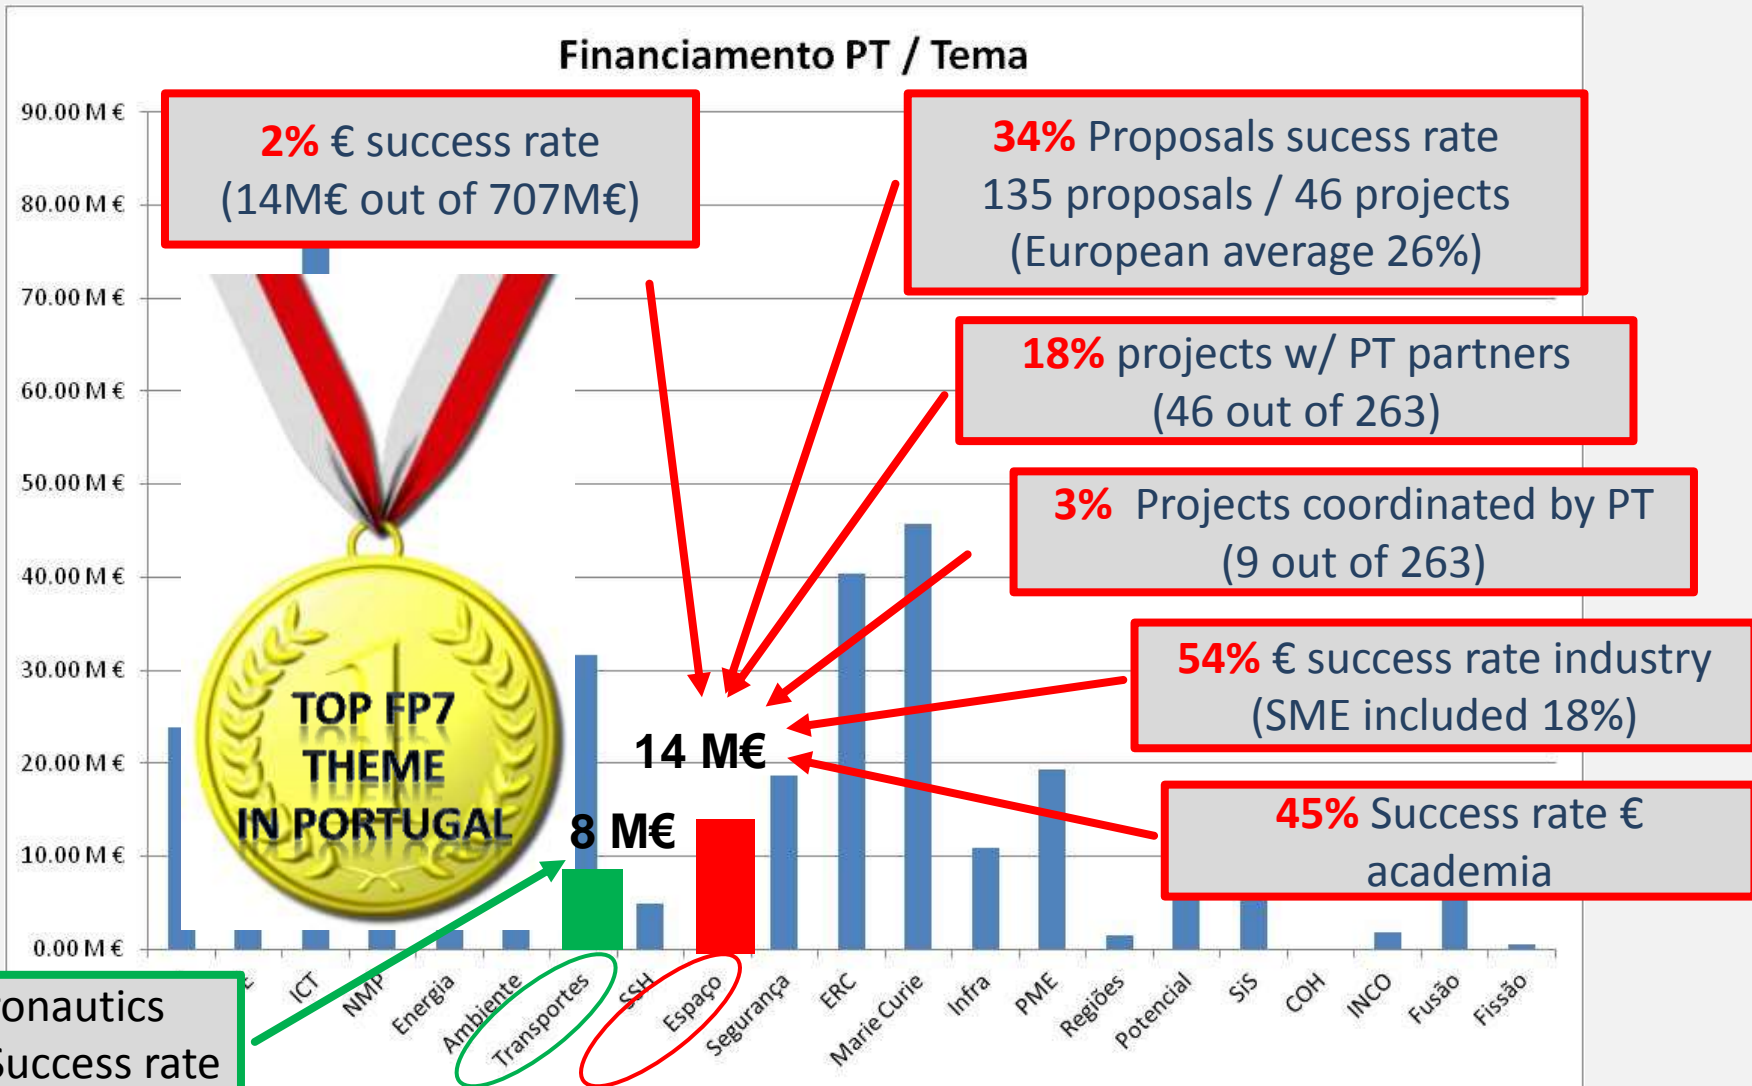 Financiamento PT / Tema
90.00 M €
80.00 M €
70.00 M €
60.00 M €
50.00 M €
40.00 M €
30.00 M €
20.00 M €
10.00 M €
0.00 M €
2% € success rate
(14M€ out of 707M€)
34% Proposals sucess rate
135 proposals / 46 projects
(European average 26%)
18% projects w/ PT partners
(46 out of 263)
3% Projects coordinated by PT
(9 out of 263)
54% € success rate industry
(SME included 18%)
45% Success rate €
academia
TOP FP7
THEME
IN PORTUGAL
1
14 M€
8 M€
ICT
NMP
Energia
Ambiente
Transportes
SSH
Espaço
Segurança
ERC
Marie Curie
Infra
PME
Regiões
Potencial
SiS
COH
INCO
Fusão
Fissão
onautics
Success rate